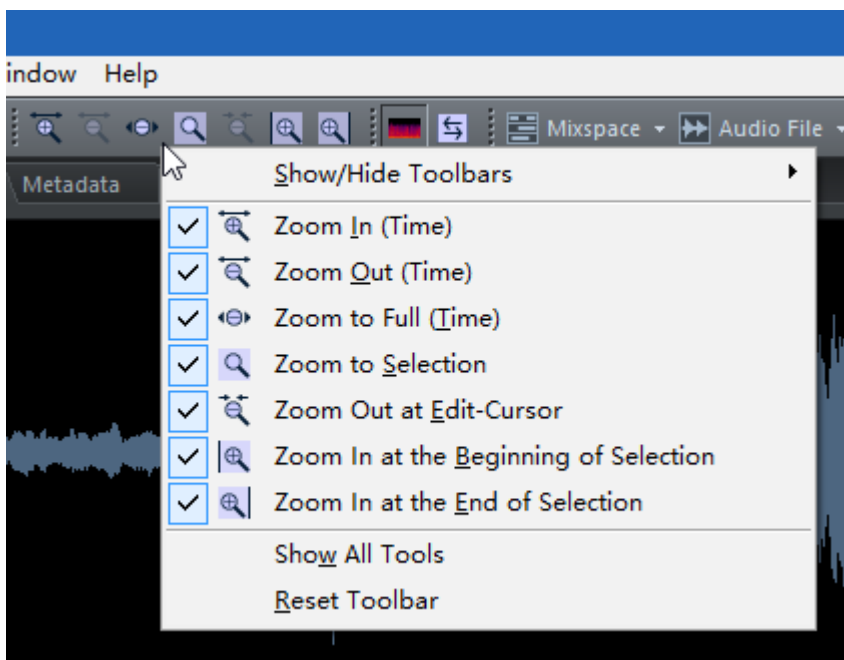 indow Help
Mixspace Audio File
Metadata
Show/Hide Toolbars
Zoom In (Time)
Zoom Out (Time)
Zoom to Full (Time)
Zoom to Selection
Zoom Out at Edit-Cursor
Zoom In at the Beginning of Selection
Zoom In at the End of Selection
Show All Tools
Reset Toolbar